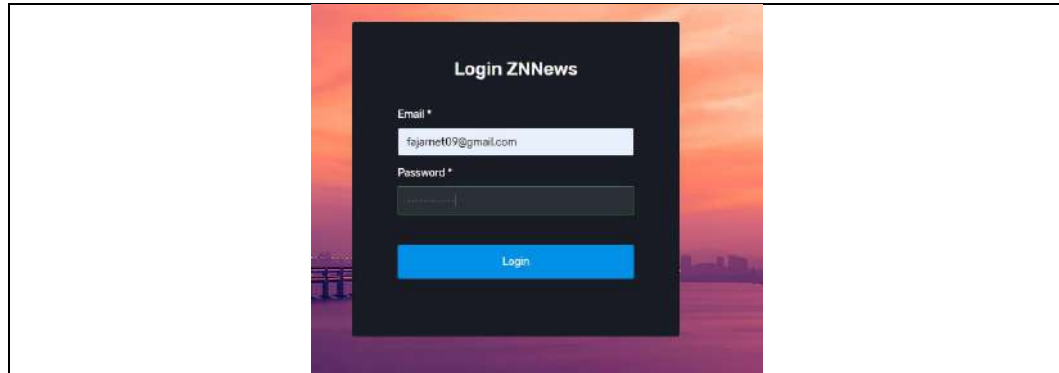 Login ZNNews
Email *
fajarnet09@gmail.com
Password *
Login